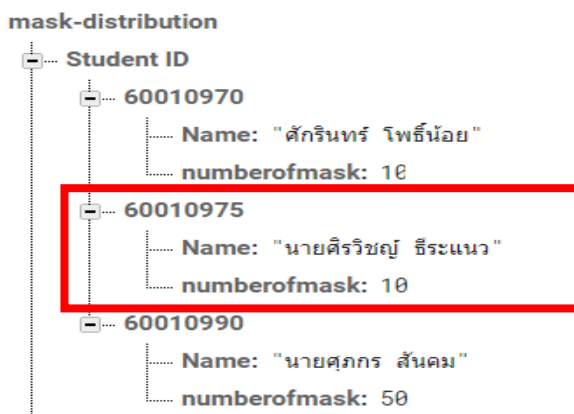 mask-distribution
Student ID
60010970
Name: "ศักรินทร์ โพธิ์น้อย"
numberofmask: 10
60010975
Name: "นายศิรวิชญ์ ธีระแนว"
numberofmask: 10
60010990
Name: "นายศุภกร สันคม"
numberofmask: 50